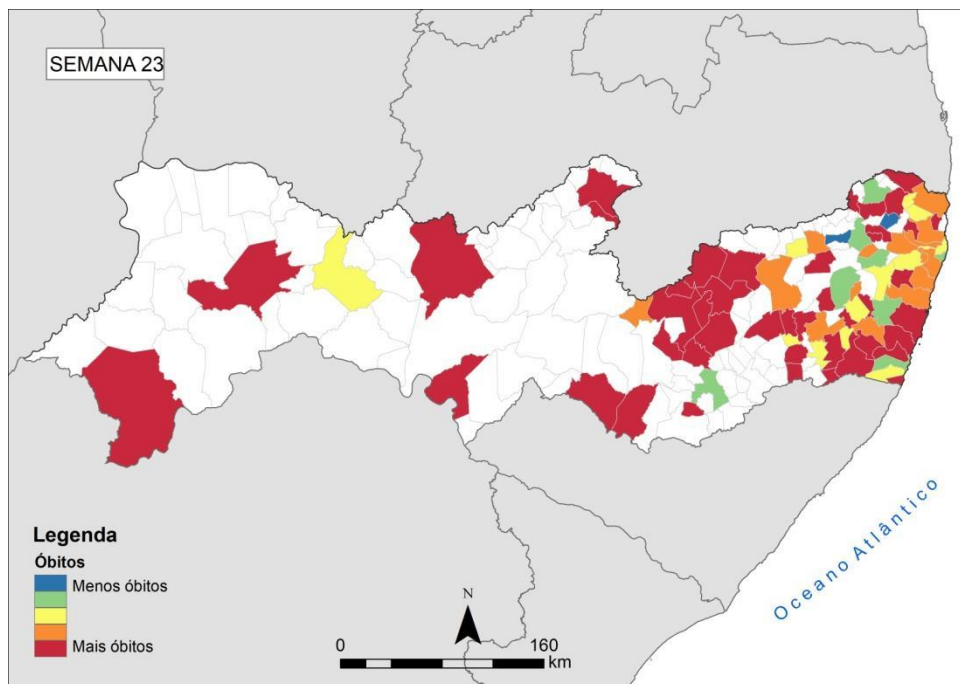 SEMANA 23
Legenda
Óbitos
Menos óbitos
Mais óbitos
N
0 160
km
Oceano Atlântico